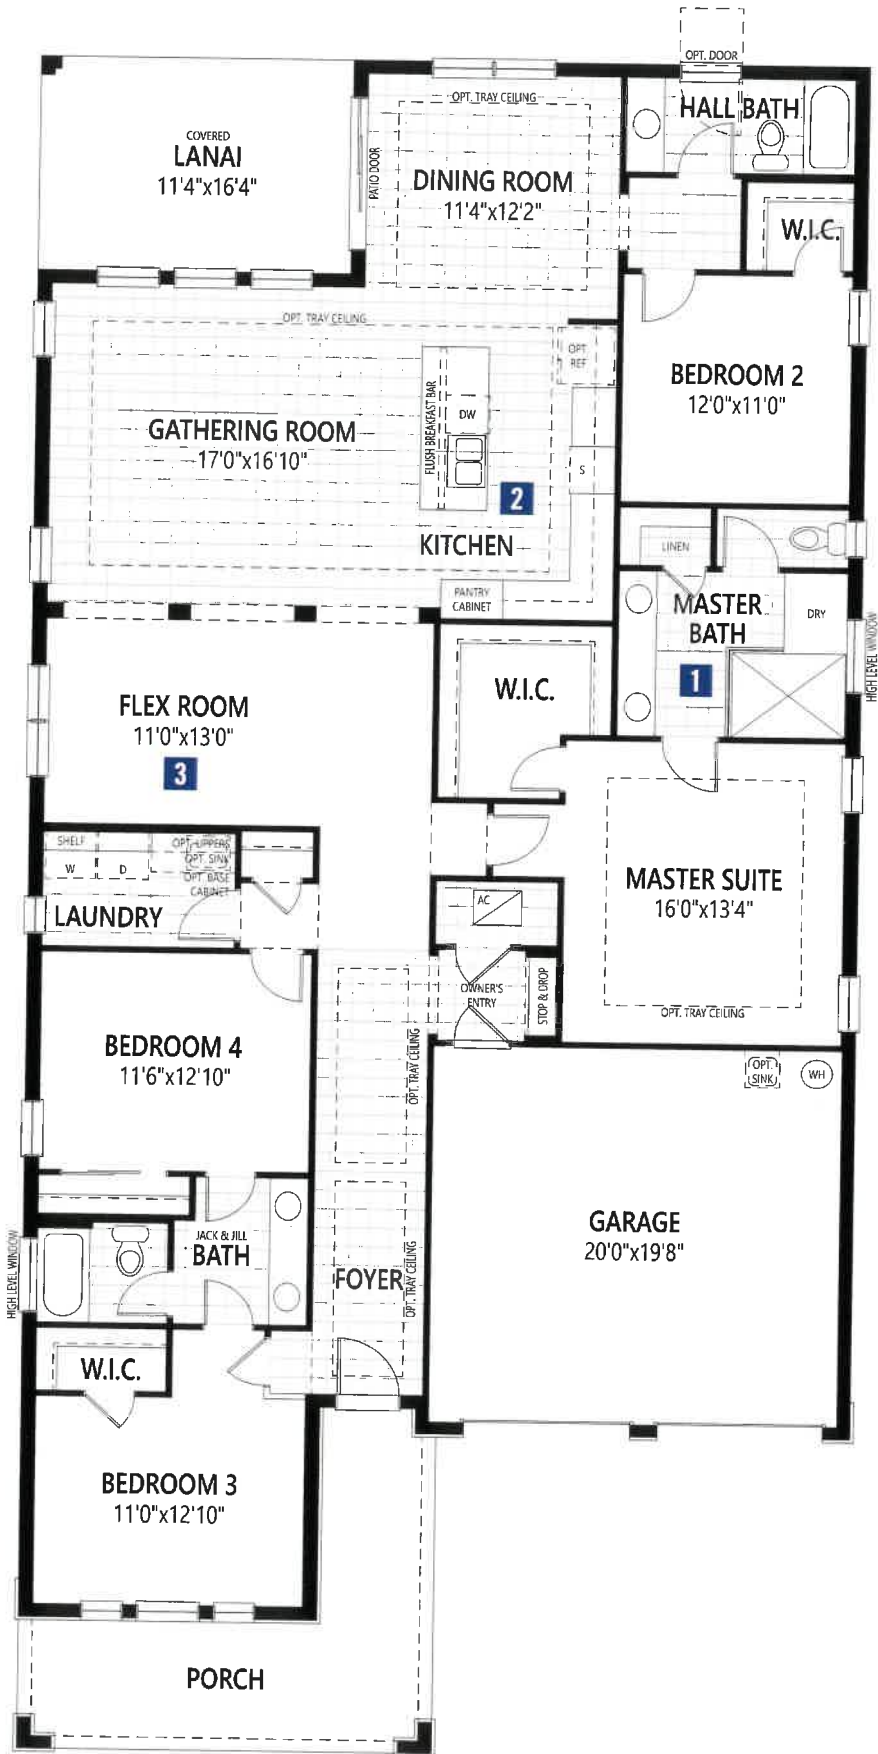 OPT. DOOR
HALL BATH
OPT. TRAY CEILING
COVERED
LANAI
11'4"x16'4"
PATIO DOOR
DINING ROOM
11'4"x12'2"
W.I.C.
OPT. TRAY CEILING
OPT
REF
BEDROOM 2
12'0"x11'0"
FLUSH BREAKFAST BAR
DW
GATHERING ROOM
17'0"x16'10"
S
2
KITCHEN
LINEN
PANTRY
CABINET
MASTER
BATH
DRY
HIGH LEVEL WINDOW
1
W.I.C.
FLEX ROOM
11'0"x13'0"
3
SHELF
W
D
OPT. UPPERS
OPT. SINK
OPT. BASE
CABINET
LAUNDRY
AC
MASTER SUITE
16'0"x13'4"
OPT. TRAY CEILING
OWNER'S
ENTRY
STOP & DROP
BEDROOM 4
11'6"x12'10"
OPT. TRAY CEILING
OPT.
SINK
WH
GARAGE
20'0"x19'8"
JACK & JILL
BATH
HIGH LEVEL WINDOW
FOYER
OPT. TRAY CEILING
W.I.C.
BEDROOM 3
11'0"x12'10"
PORCH